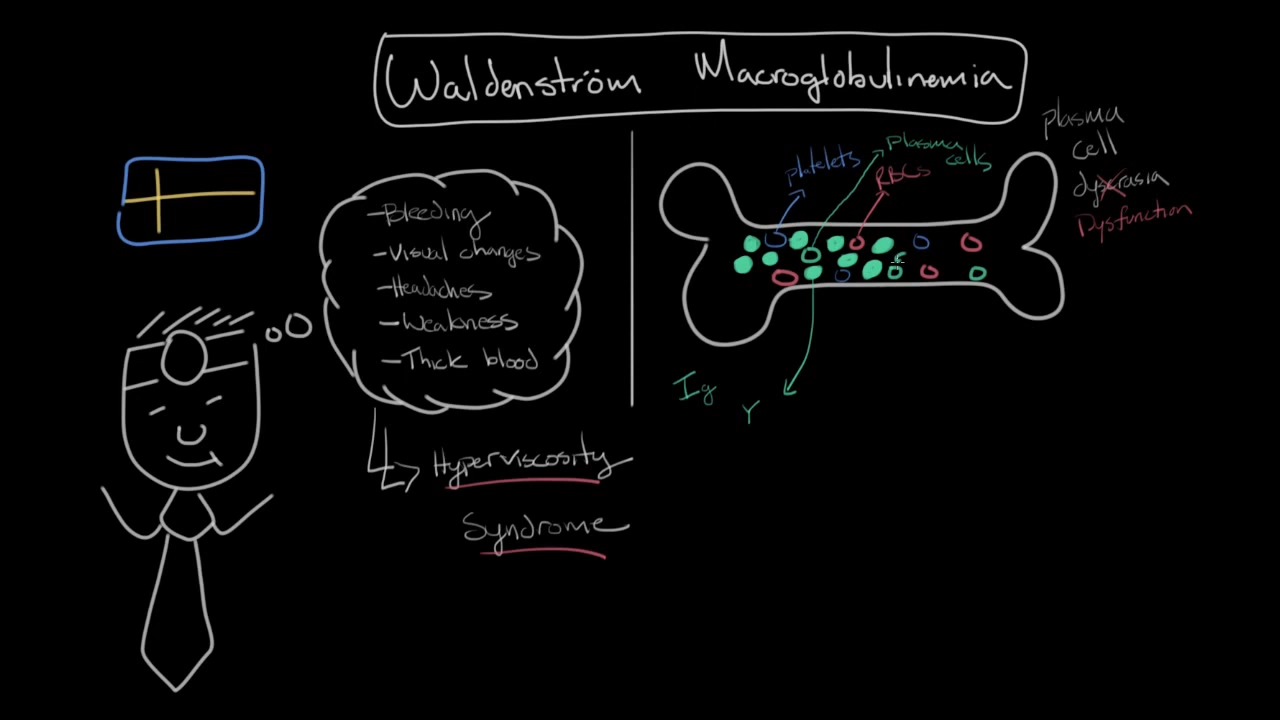 Waldenström Macroglobulinemia
-Bleeding
-Visual changes
-Headaches
-Weakness
-Thick blood
Hyperviscosity
Syndrome
platelets
Plasma
cells
RBCs
plasma
cell
dyscrasia
Dysfunction
Ig
Y